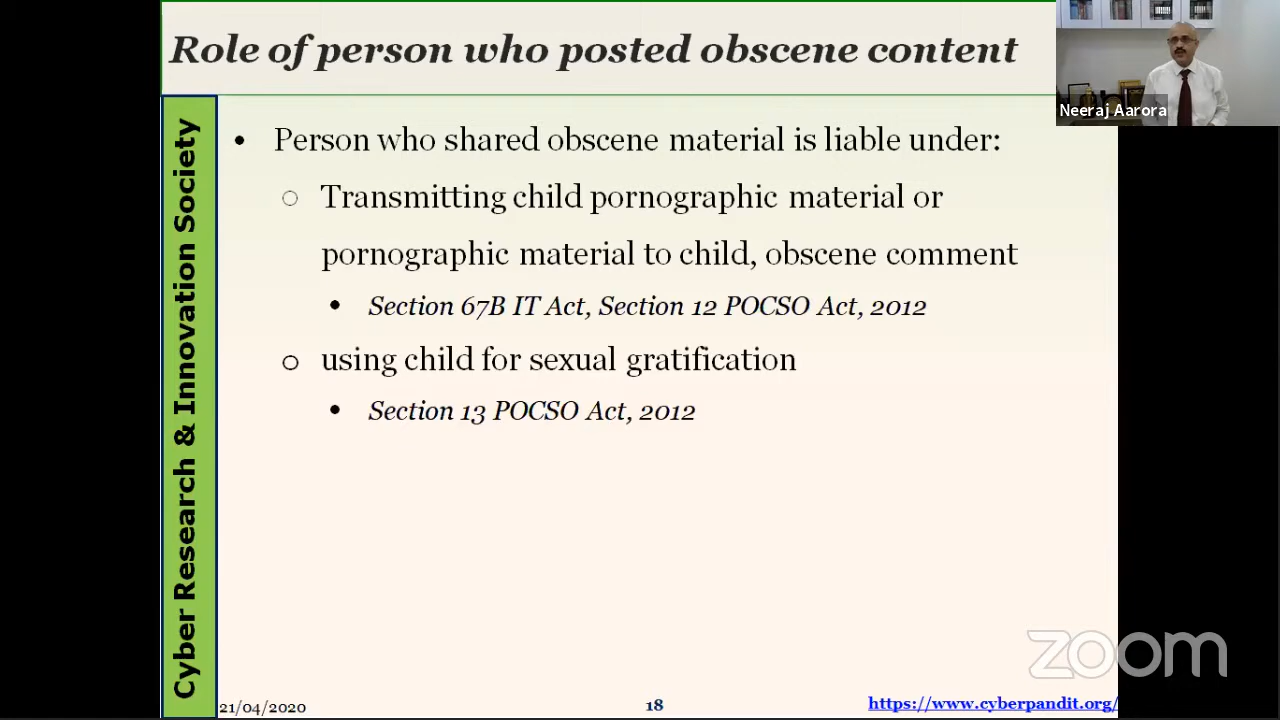 Role of person who posted obscene content
Neeraj Aarora
Cyber Research & Innovation Society
• Person who shared obscene material is liable under:
○ Transmitting child pornographic material or
pornographic material to child, obscene comment
• Section 67B IT Act, Section 12 POCSO Act, 2012
o using child for sexual gratification
• Section 13 POCSO Act, 2012
zoom
21/04/2020
18
https://www.cyberpandit.org/